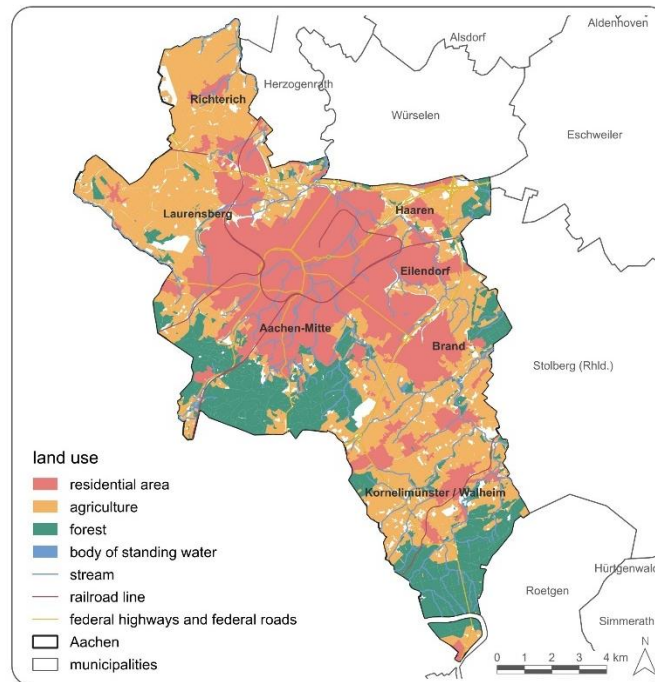 Aldenhoven
Alsdorf
Herzogenrath
Würselen
Eschweiler
Richterich
Laurensberg
Haaren
Eilendorf
Aachen-Mitte
Brand
Stolberg (Rhld.)
Kornelimünster / Walheim
Hürtgenwald
Roetgen
Simmerath
land use
residential area
agriculture
forest
body of standing water
stream
railroad line
federal highways and federal roads
Aachen
municipalities
N
0 1 2 3 4 km